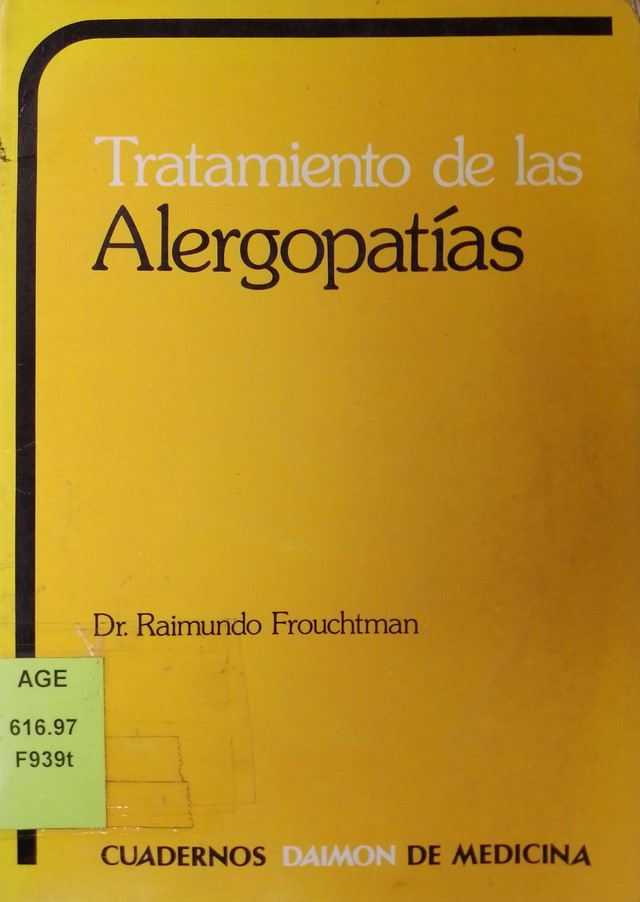 Tratamiento de las
Alergopatías
Dr. Raimundo Frouchtman
AGE
616.97
F939t
CUADERNOS DAIMON DE MEDICINA